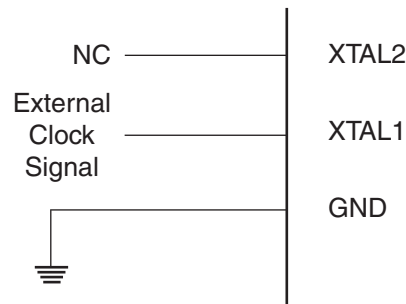 NC
XTAL2
External
Clock
Signal
XTAL1
GND